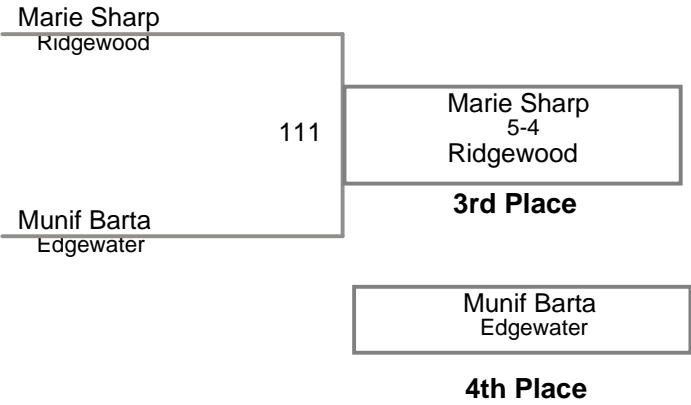 Marie Sharp
Ridgewood
111
Marie Sharp
5-4
Ridgewood
3rd Place
Munif Barta
Edgewater
Munif Barta
Edgewater
4th Place